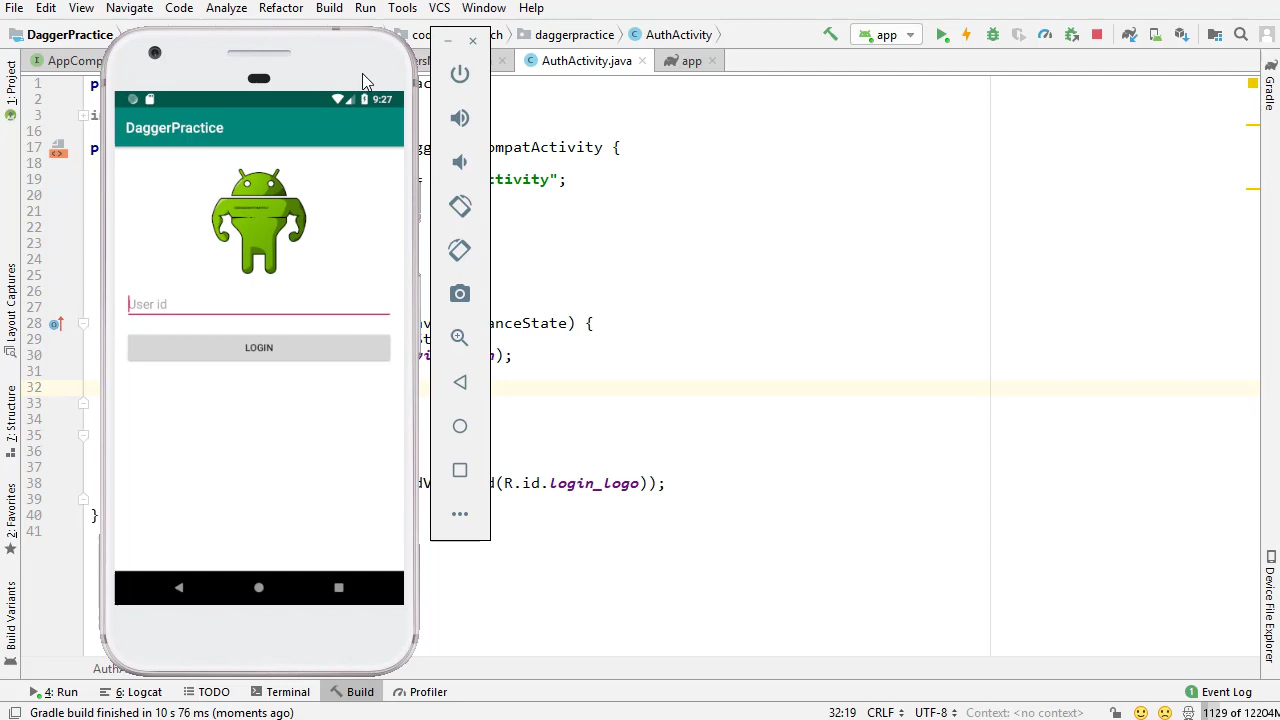 File Edit View Navigate Code Analyze Refactor Build Run Tools VCS Window Help
DaggerPractice daggerpractice AuthActivity app
AuthActivity.java app
1
2
3
16
17 ompatActivity {
18
19 ctivity";
20
21
22
23
24
25
26
27
28 anceState) {
29
30 );
31
32
33
34
35
36
37
38 (R.id.login_logo));
39
40 }
41
9:27
DaggerPractice
User id
LOGIN
1: Project
Layout Captures
7: Structure
2: Favorites
Build Variants
Gradle
Device File Explorer
4: Run 6: Logcat TODO Terminal Build Profiler 1 Event Log
Gradle build finished in 10 s 76 ms (moments ago) 32:19 CRLF UTF-8 Context: <no context> 1129 of 12204M